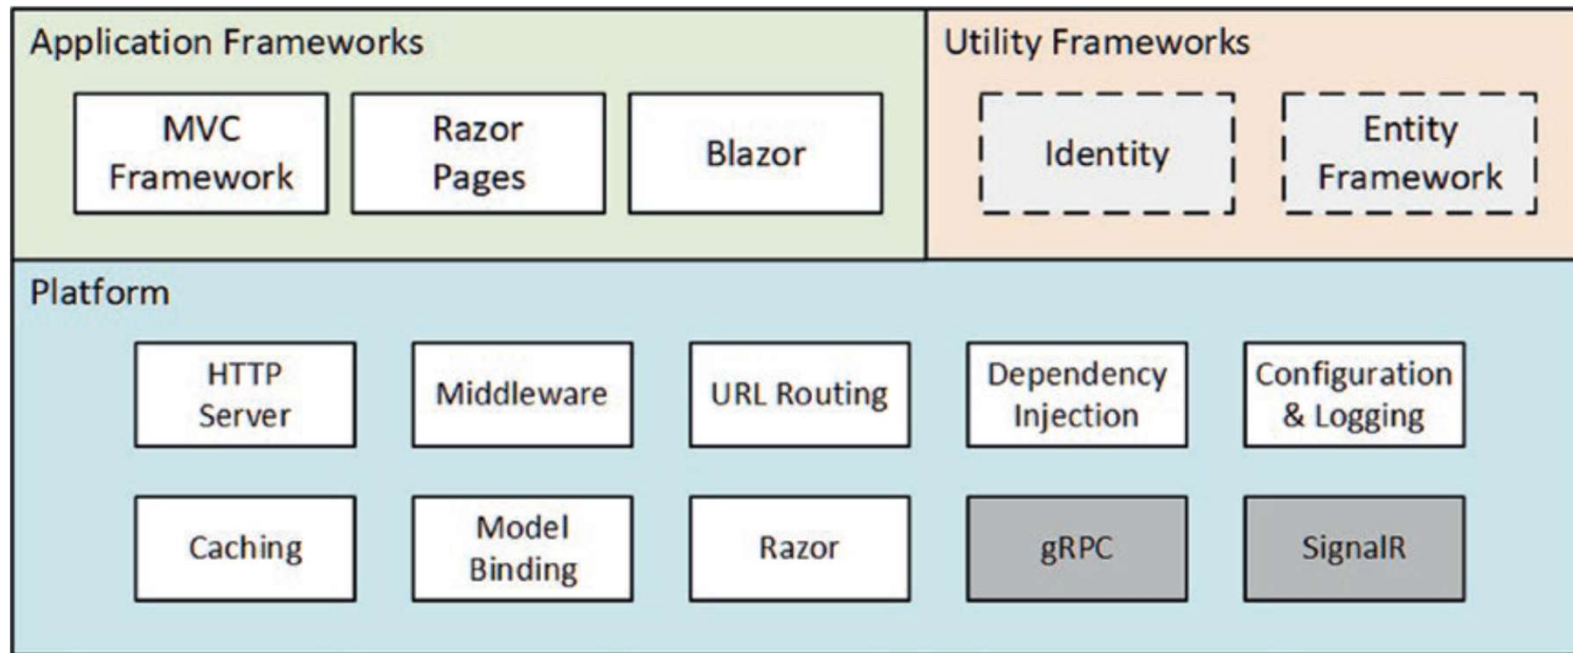 Application Frameworks
MVC
Framework
Razor
Pages
Blazor
Utility Frameworks
Identity
Entity
Framework
Platform
HTTP
Server
Middleware
URL Routing
Dependency
Injection
Configuration
& Logging
Caching
Model
Binding
Razor
gRPC
SignalR